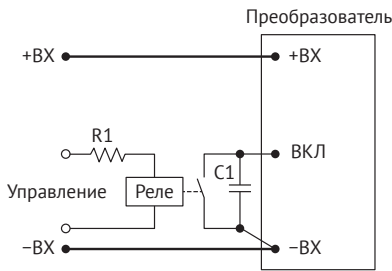 Преобразователь
+ВХ
+ВХ
R1
ВКЛ
C1
Управление
Реле
−ВХ
−ВХ